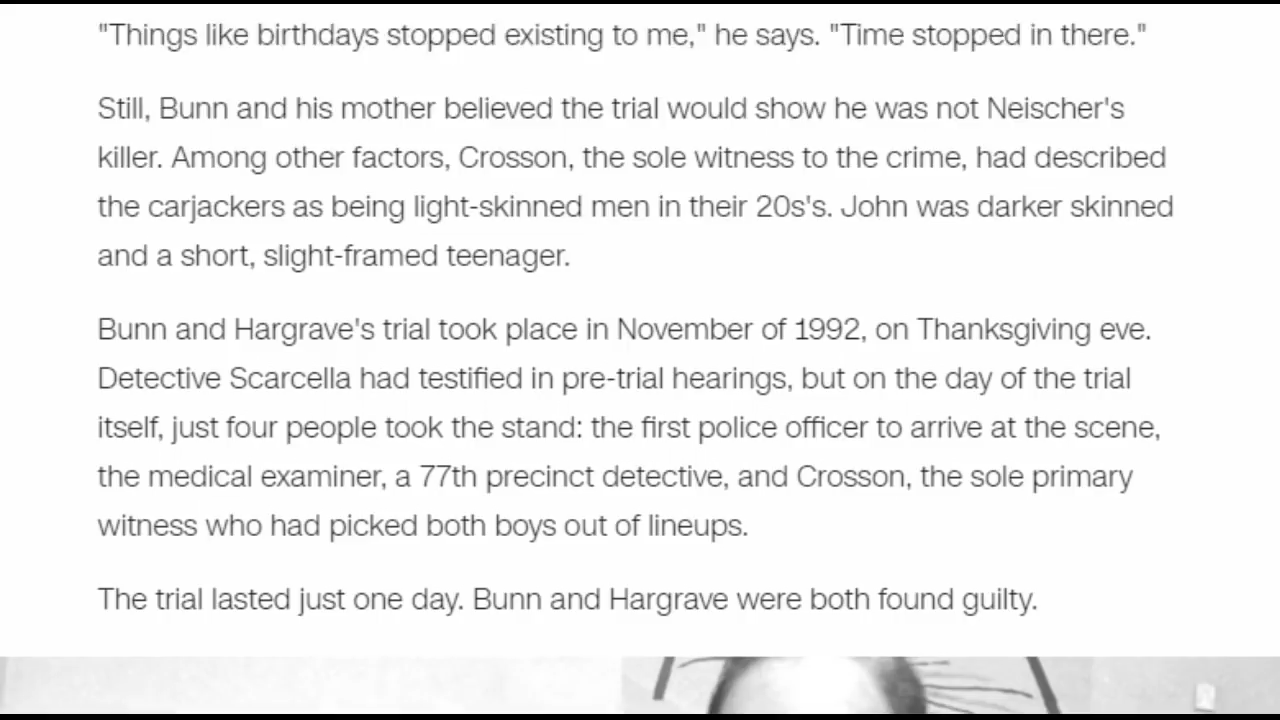 "Things like birthdays stopped existing to me," he says. "Time stopped in there."
Still, Bunn and his mother believed the trial would show he was not Neischer's
killer. Among other factors, Crosson, the sole witness to the crime, had described
the carjackers as being light-skinned men in their 20s's. John was darker skinned
and a short, slight-framed teenager.
Bunn and Hargrave's trial took place in November of 1992, on Thanksgiving eve.
Detective Scarcella had testified in pre-trial hearings, but on the day of the trial
itself, just four people took the stand: the first police officer to arrive at the scene,
the medical examiner, a 77th precinct detective, and Crosson, the sole primary
witness who had picked both boys out of lineups.
The trial lasted just one day. Bunn and Hargrave were both found guilty.